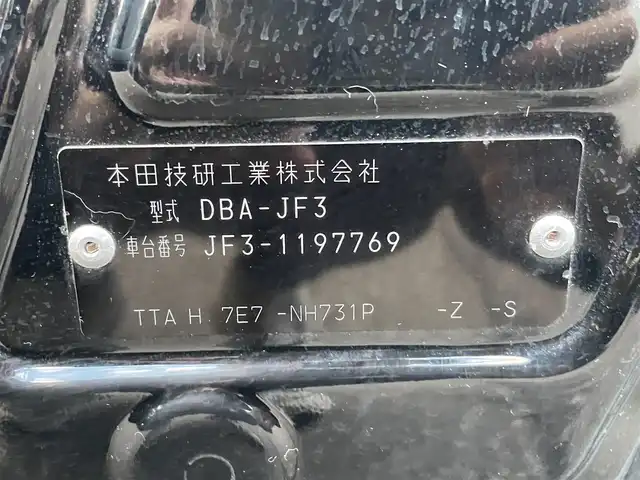 本田技研工業株式会社
型式 DBA-JF3
車台番号 JF3-1197769
TTA H 7E7 -NH731P -Z -S